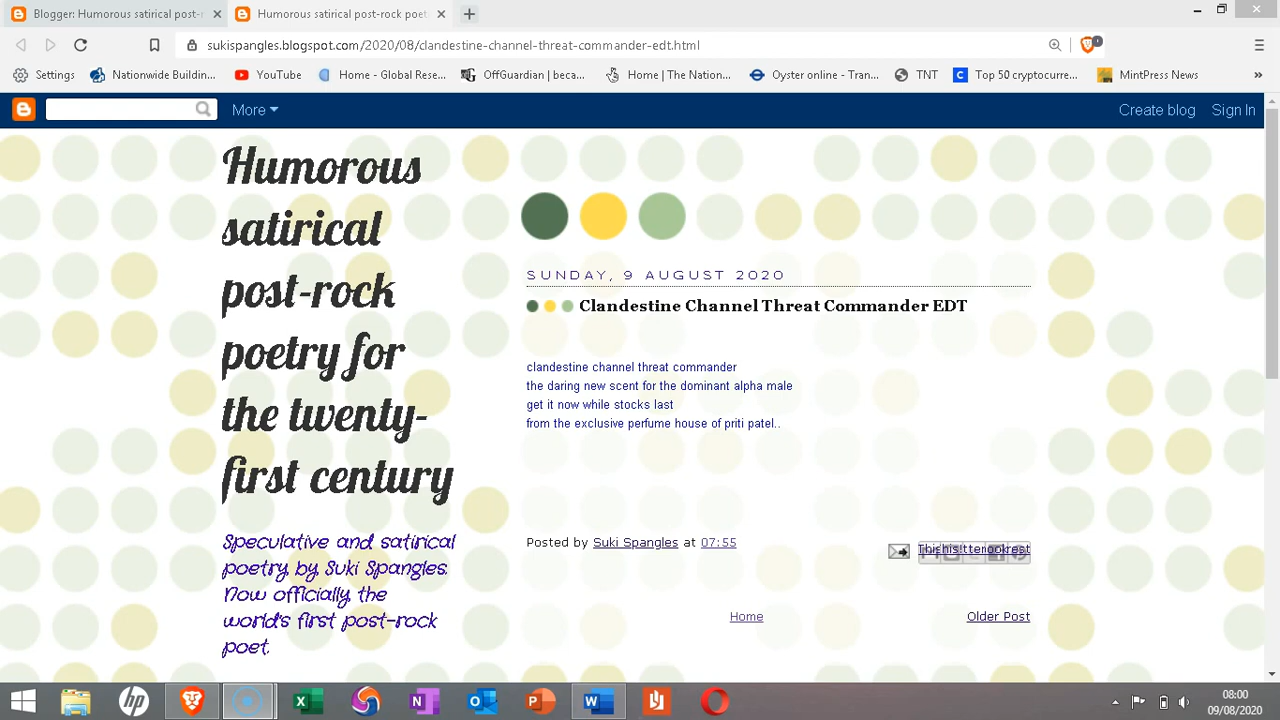 Blogger: Humorous satirical post-r
Humorous satirical post-rock poet
sukispangles.blogspot.com/2020/08/clandestine-channel-threat-commander-edt.html
Settings
Nationwide Buildin...
YouTube
Home - Global Rese...
OffGuardian | beca...
Home | The Nation...
Oyster online - Tran...
TNT
Top 50 cryptocurre...
MintPress News
»
More
Create blog
Sign In
Humorous
satirical
post-rock
poetry for
the twenty-
first century
Speculative and satirical
poetry, by Suki Spangles.
Now officially, the
world's first post-rock
poet.
SUNDAY, 9 AUGUST 2020
Clandestine Channel Threat Commander EDT
clandestine channel threat commander
the daring new scent for the dominant alpha male
get it now while stocks last
from the exclusive perfume house of priti patel..
Posted by Suki Spangles at 07:55
Home
Older Post
08:00
09/08/2020